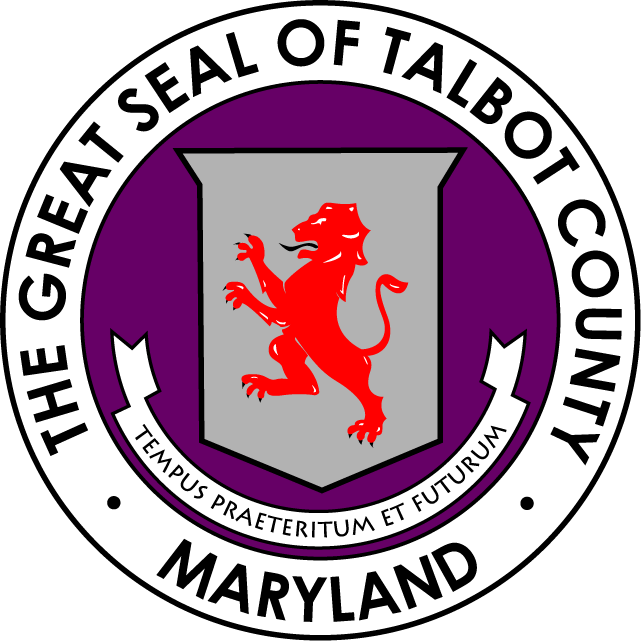 THE GREAT SEAL OF TALBOT COUNTY
TEMPUS PRAETERITUM ET FUTURUM
MARYLAND